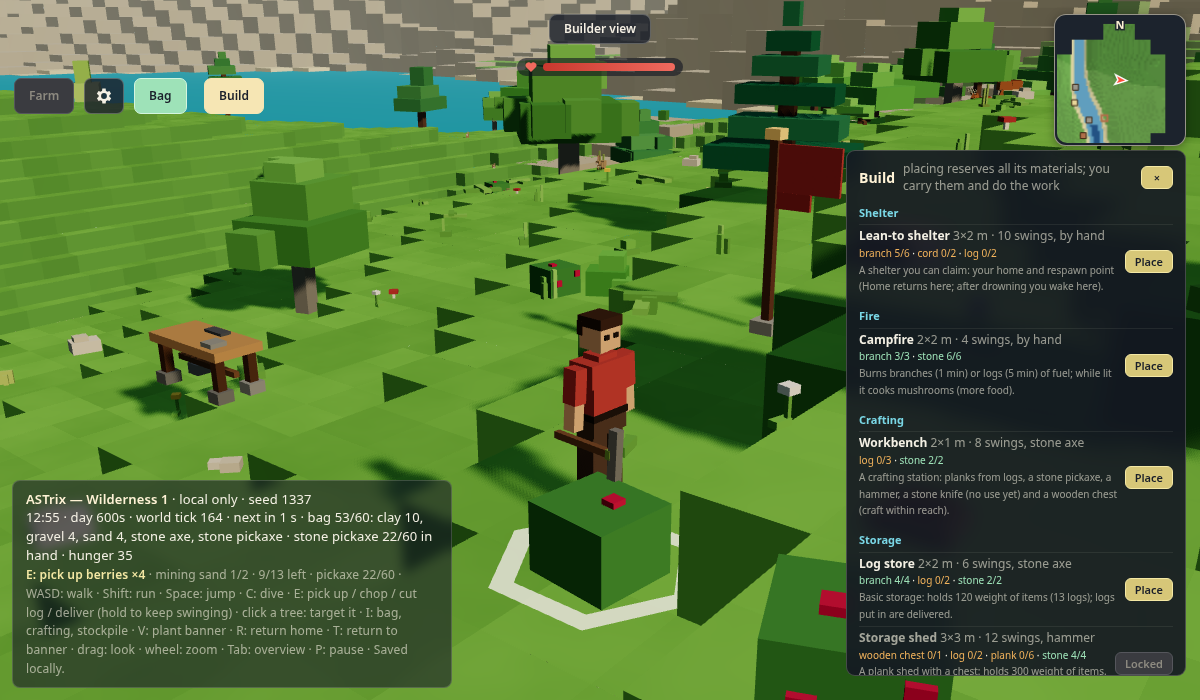 Builder view
N
Farm
Bag
Build
Build placing reserves all its materials; you
carry them and do the work
×
Shelter
Lean-to shelter 3×2 m · 10 swings, by hand
branch 5/6 · cord 0/2 · log 0/2
A shelter you can claim: your home and respawn point
(Home returns here; after drowning you wake here).
Place
Fire
Campfire 2×2 m · 4 swings, by hand
branch 3/3 · stone 6/6
Burns branches (1 min) or logs (5 min) of fuel; while lit
it cooks mushrooms (more food).
Place
Crafting
Workbench 2×1 m · 8 swings, stone axe
log 0/3 · stone 2/2
A crafting station: planks from logs, a stone pickaxe, a
hammer, a stone knife (no use yet) and a wooden chest
(craft within reach).
Place
Storage
Log store 2×2 m · 6 swings, stone axe
branch 4/4 · log 0/2 · stone 2/2
Basic storage: holds 120 weight of items (13 logs); logs
put in are delivered.
Place
Storage shed 3×3 m · 12 swings, hammer
wooden chest 0/1 · log 0/2 · plank 0/6 · stone 4/4
A plank shed with a chest: holds 300 weight of items,
Locked
ASTrix — Wilderness 1 · local only · seed 1337
12:55 · day 600s · world tick 164 · next in 1 s · bag 53/60: clay 10,
gravel 4, sand 4, stone axe, stone pickaxe · stone pickaxe 22/60 in
hand · hunger 35
E: pick up berries ×4 · mining sand 1/2 · 9/13 left · pickaxe 22/60 ·
WASD: walk · Shift: run · Space: jump · C: dive · E: pick up / chop / cut
log / deliver (hold to keep swinging) · click a tree: target it · I: bag,
crafting, stockpile · V: plant banner · R: return home · T: return to
banner · drag: look · wheel: zoom · Tab: overview · P: pause · Saved
locally.